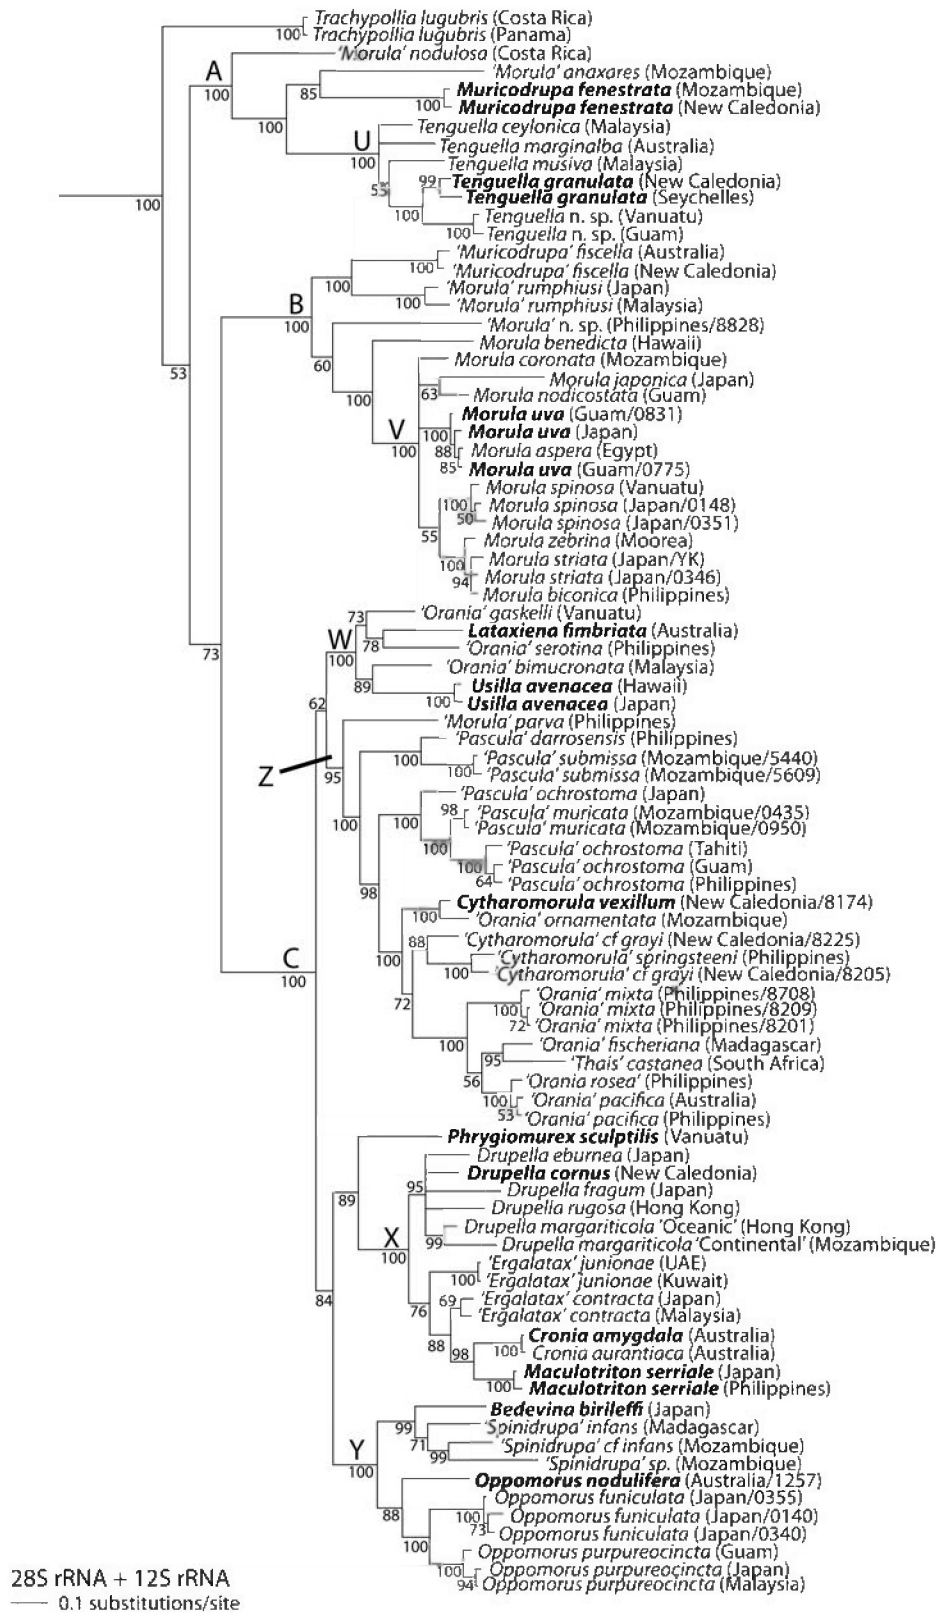 Trachypollia lugubris (Costa Rica)
100 Trachypollia lugubris (Panama)
'Morula' nodulosa (Costa Rica)
A
100
'Morula' anaxares (Mozambique)
85
Muricodrupa fenestrata (Mozambique)
100 Muricodrupa fenestrata (New Caledonia)
100
Tenguella ceylonica (Malaysia)
U
Tenguella marginalba (Australia)
100
Tenguella musiva (Malaysia)
99 Tenguella granulata (New Caledonia)
55
Tenguella granulata (Seychelles)
100
100
Tenguella n. sp. (Vanuatu)
100 Tenguella n. sp. (Guam)
'Muricodrupa' fiscella (Australia)
100 'Muricodrupa' fiscella (New Caledonia)
100
'Morula' rumphiusi (Japan)
B
100 'Morula' rumphiusi (Malaysia)
100
'Morula' n. sp. (Philippines/8828)
Morula benedicta (Hawaii)
60
Morula coronata (Mozambique)
53
Morula japonica (Japan)
63 Morula nodicostata (Guam)
100
Morula uva (Guam/0831)
V
100 Morula uva (Japan)
100
88 Morula aspera (Egypt)
85 Morula uva (Guam/0775)
Morula spinosa (Vanuatu)
100 Morula spinosa (Japan/0148)
50 Morula spinosa (Japan/0351)
55
Morula zebrina (Moorea)
100 Morula striata (Japan/YK)
94 Morula striata (Japan/0346)
Morula biconica (Philippines)
73 'Orania' gaskelli (Vanuatu)
W
Lataxiena fimbriata (Australia)
78 'Orania' serotina (Philippines)
73
100
'Orania' bimucronata (Malaysia)
89
Usilla avenacea (Hawaii)
100 Usilla avenacea (Japan)
62
'Morula' parva (Philippines)
'Pascula' darrosensis (Philippines)
100
'Pascula' submissa (Mozambique/5440)
Z
95
100 'Pascula' submissa (Mozambique/5609)
'Pascula' ochrostoma (Japan)
98 'Pascula' muricata (Mozambique/0435)
100
100
'Pascula' muricata (Mozambique/0950)
100
'Pascula' ochrostoma (Tahiti)
100 'Pascula' ochrostoma (Guam)
64 'Pascula' ochrostoma (Philippines)
98
Cytharomorula vexillum (New Caledonia/8174)
100 'Orania' ornamentata (Mozambique)
88 'Cytharomorula' cf grayi (New Caledonia/8225)
100
'Cytharomorula' springsteeni (Philippines)
C
100 'Cytharomorula' cf grayi (New Caledonia/8205)
100
72
'Orania' mixta (Philippines/8708)
100 'Orania' mixta (Philippines/8209)
72 'Orania' mixta (Philippines/8201)
100
'Orania' fischeriana (Madagascar)
95 'Thais' castanea (South Africa)
56
'Orania rosea' (Philippines)
100 'Orania' pacifica (Australia)
53 'Orania' pacifica (Philippines)
Phrygiomurex sculptilis (Vanuatu)
Drupella eburnea (Japan)
Drupella cornus (New Caledonia)
95
Drupella fragum (Japan)
89
Drupella rugosa (Hong Kong)
Drupella margariticola 'Oceanic' (Hong Kong)
X
99 Drupella margariticola 'Continental' (Mozambique)
100
'Ergalatax' junionae (UAE)
100 'Ergalatax' junionae (Kuwait)
84
69 'Ergalatax' contracta (Japan)
76
'Ergalatax' contracta (Malaysia)
Cronia amygdala (Australia)
88
98
100 Cronia aurantiaca (Australia)
Maculotriton serriale (Japan)
100 Maculotriton serriale (Philippines)
Bedevina birileffi (Japan)
99
'Spinidrupa' infans (Madagascar)
71
'Spinidrupa' cf infans (Mozambique)
Y
99
'Spinidrupa' sp. (Mozambique)
100
Oppomorus nodulifera (Australia/1257)
Oppomorus funiculata (Japan/0355)
88
100 Oppomorus funiculata (Japan/0140)
73 Oppomorus funiculata (Japan/0340)
100
Oppomorus purpureocincta (Guam)
100 Oppomorus purpureocincta (Japan)
94 Oppomorus purpureocincta (Malaysia)
28S rRNA + 12S rRNA
0.1 substitutions/site